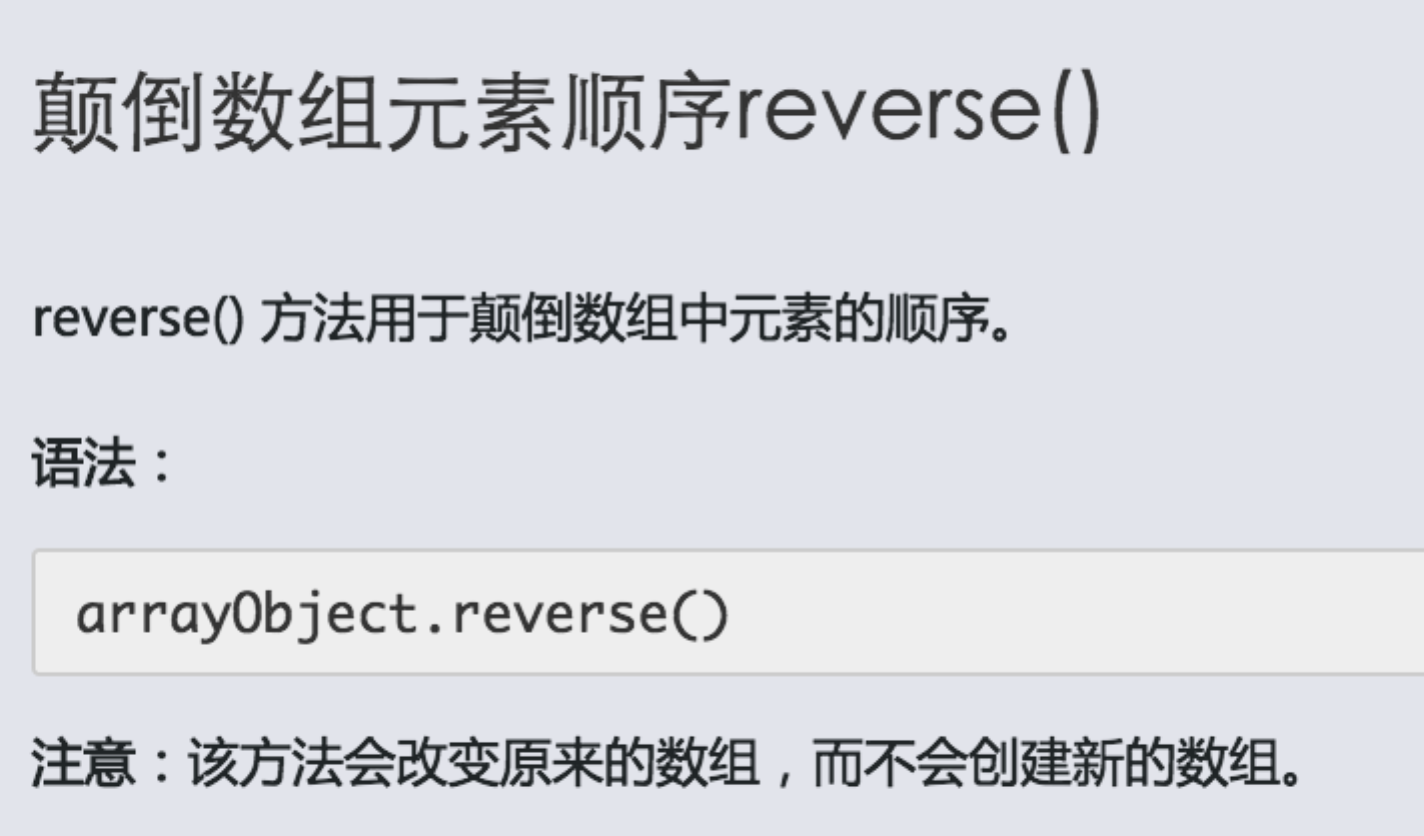 颠倒数组元素顺序reverse()
reverse() 方法用于颠倒数组中元素的顺序。
语法：
arrayObject.reverse()
注意：该方法会改变原来的数组，而不会创建新的数组。